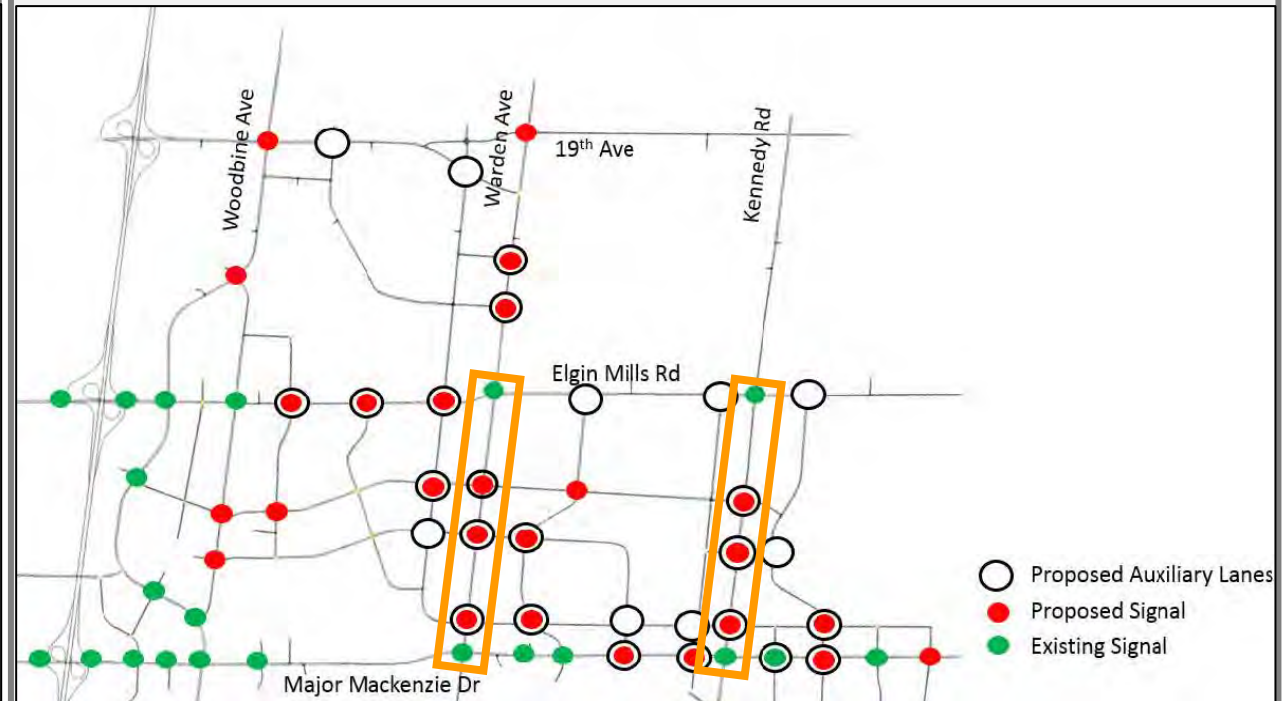 Woodbine Ave
Warden Ave
Kennedy Rd
19th Ave
Elgin Mills Rd
Proposed Auxiliary Lanes
Proposed Signal
Existing Signal
Major Mackenzie Dr